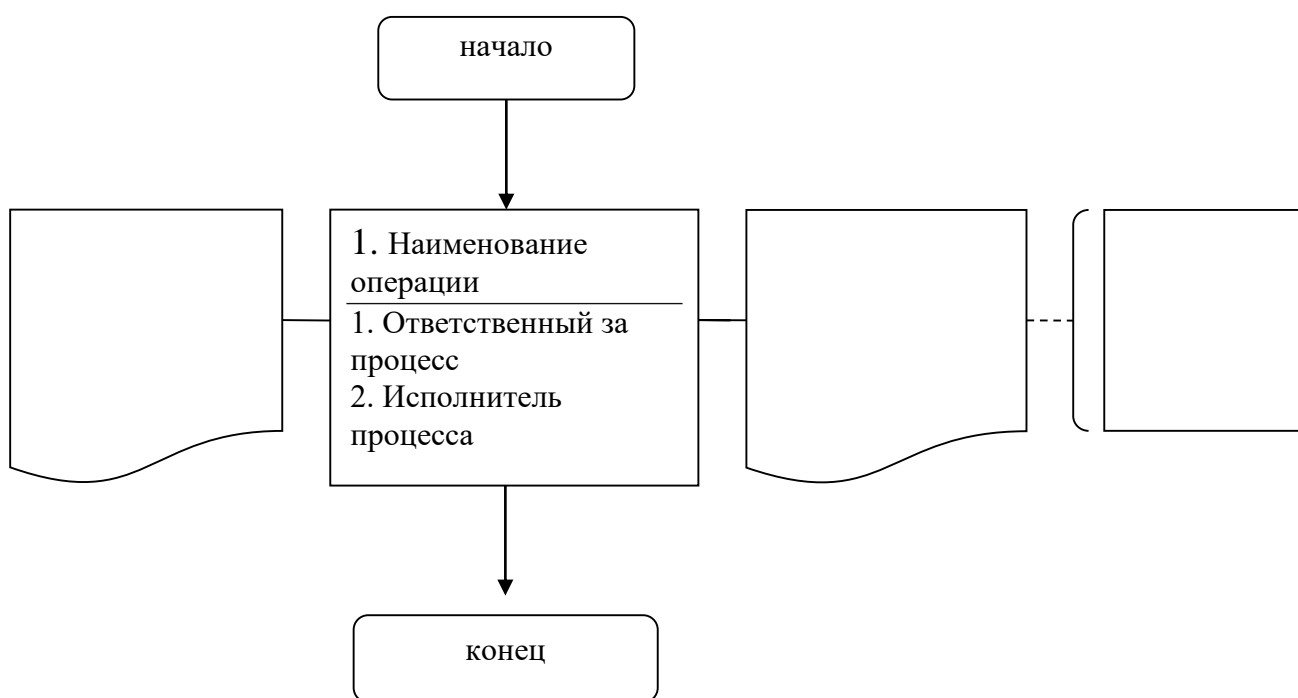 начало
1. Наименование
операции
1. Ответственный за
процесс
2. Исполнитель
процесса
конец